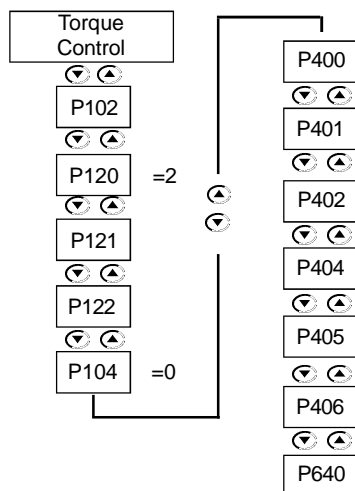 Torque
Control
P102
P120 =2
P121
P122
P104 =0
P400
P401
P402
P404
P405
P406
P640